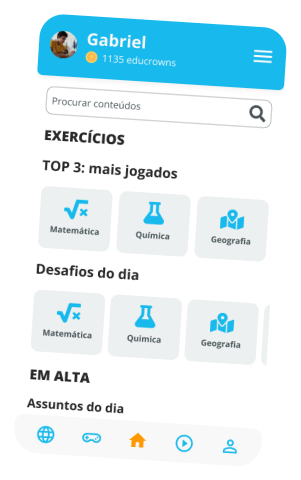 Gabriel
1135 educrowns
Procurar conteúdos
EXERCÍCIOS
TOP 3: mais jogados
Matemática Química Geografia
Desafios do dia
Matemática Química Geografia
EM ALTA
Assuntos do dia